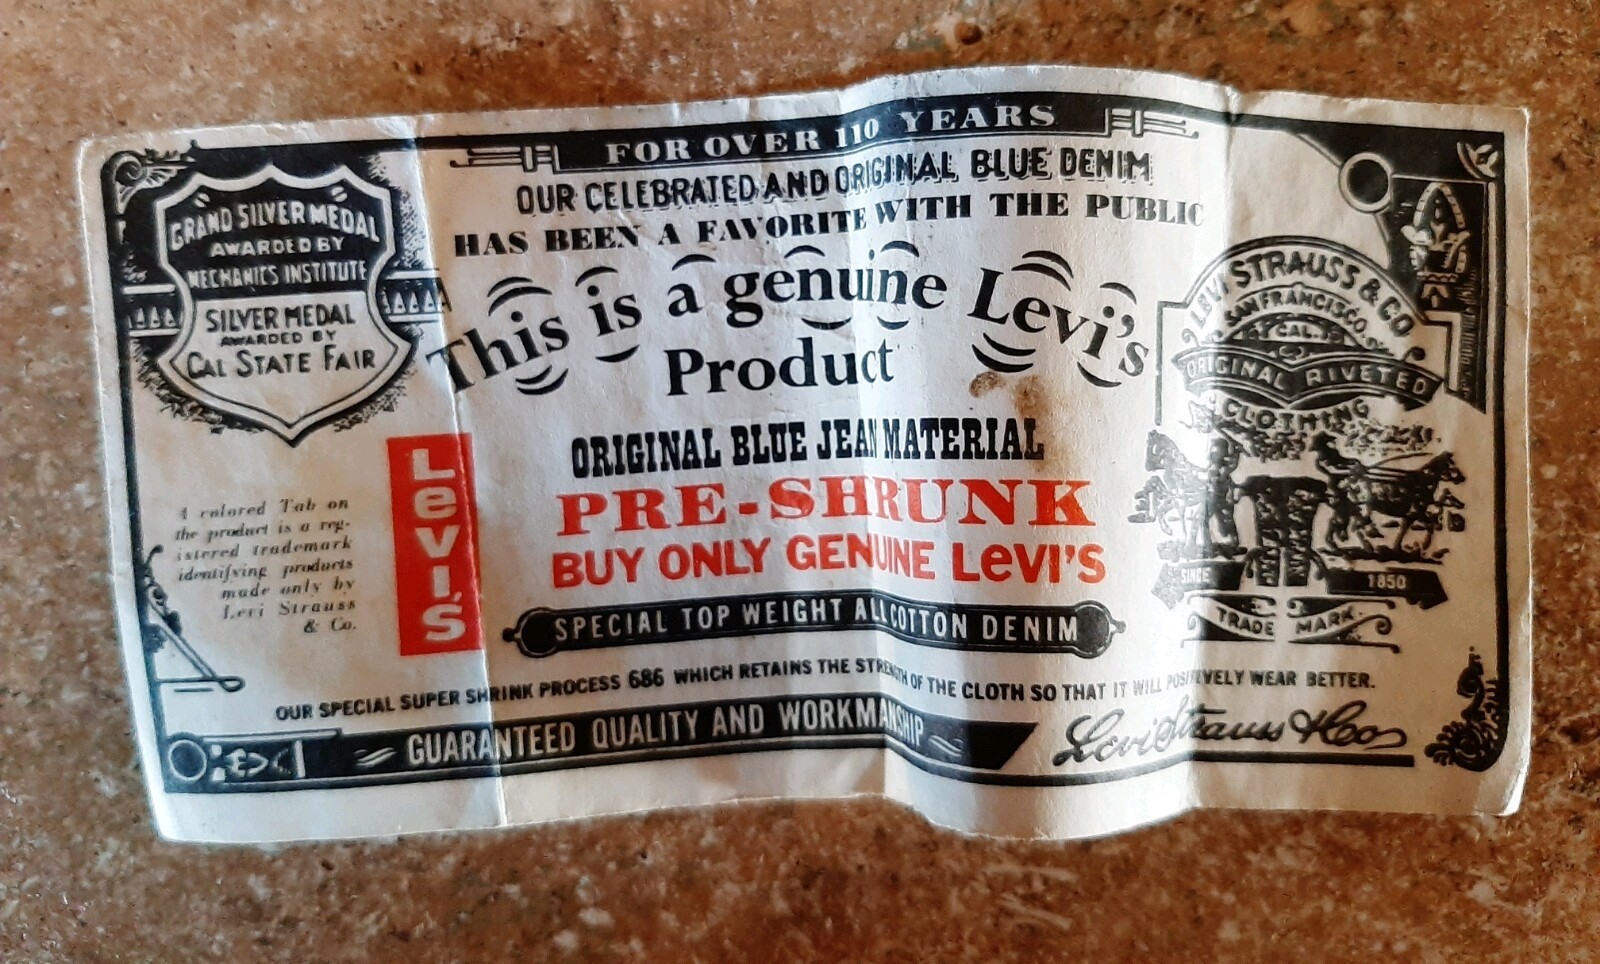 FOR OVER 110 YEARS
OUR CELEBRATED AND ORIGINAL BLUE DENIM
HAS BEEN A FAVORITE WITH THE PUBLIC
GRAND SILVER MEDAL
AWARDED BY
MECHANICS INSTITUTE
SILVER MEDAL
AWARDED BY
CAL STATE FAIR
This is a genuine Levi's
Product
LEVI STRAUSS & CO
SAN FRANCISCO
CAL.
ORIGINAL RIVETED
CLOTHING
ORIGINAL BLUE JEAN MATERIAL
PRE-SHRUNK
BUY ONLY GENUINE LeVI'S
A colored Tab on
the product is a reg-
istered trademark
identifying products
made only by
Levi Strauss
& Co.
LeVI'S
SINCE 1850
TRADE MARK.
SPECIAL TOP WEIGHT ALL COTTON DENIM
OUR SPECIAL SUPER SHRINK PROCESS 686 WHICH RETAINS THE STRENGTH OF THE CLOTH SO THAT IT WILL POSITIVELY WEAR BETTER.
GUARANTEED QUALITY AND WORKMANSHIP
Levi Strauss & Co